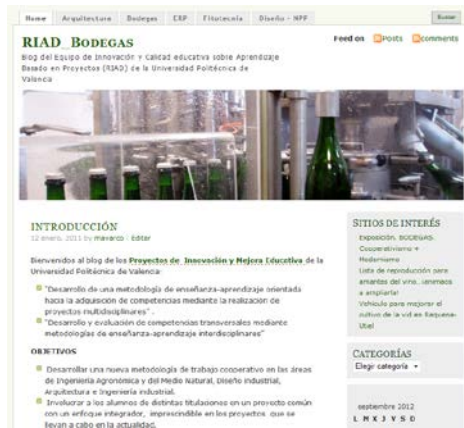 Home Arquitectura Bodegas EXP Fitotecnia Diseño - NPF Buscar
RIAD_Bodegas
Feed on Posts comments
Blog del Equipo de Innovación y Calidad educativa sobre Aprendizaje
Basado en Proyectos (RIAD) de la Universidad Politécnica de
Valencia
INTRODUCCIÓN
12 enero, 2011 by mavarco | Editar
Bienvenidos al blog de los Proyectos de Innovación y Mejora Educativa de la
Universidad Politécnica de Valencia:
"Desarrollo de una metodología de enseñanza-aprendizaje orientada
hacia la adquisición de competencias mediante la realización de
proyectos multidisciplinares".
"Desarrollo y evaluación de competencias transversales mediante
metodologías de enseñanza-aprendizaje interdisciplinares"
OBJETIVOS
Desarrollar una nueva metodología de trabajo cooperativo en las áreas
de Ingeniería Agronómica y del Medio Natural, Diseño industrial,
Arquitectura e Ingeniería industrial.
Involucrar a los alumnos de distintas titulaciones en un proyecto común
con un enfoque integrador, imprescindible en los proyectos que se
llevan a cabo en la actualidad.
SITIOS DE INTERÉS
Exposición. BODEGAS.
Cooperativismo +
Modernismo
Lista de reproducción para
amantes del vino..
a ampliarla!
Vehículo para mejorar el
cultivo de la vid en Requena-
Utiel
CATEGORÍAS
Elegir categoría
septiembre 2012
L M X J V S D